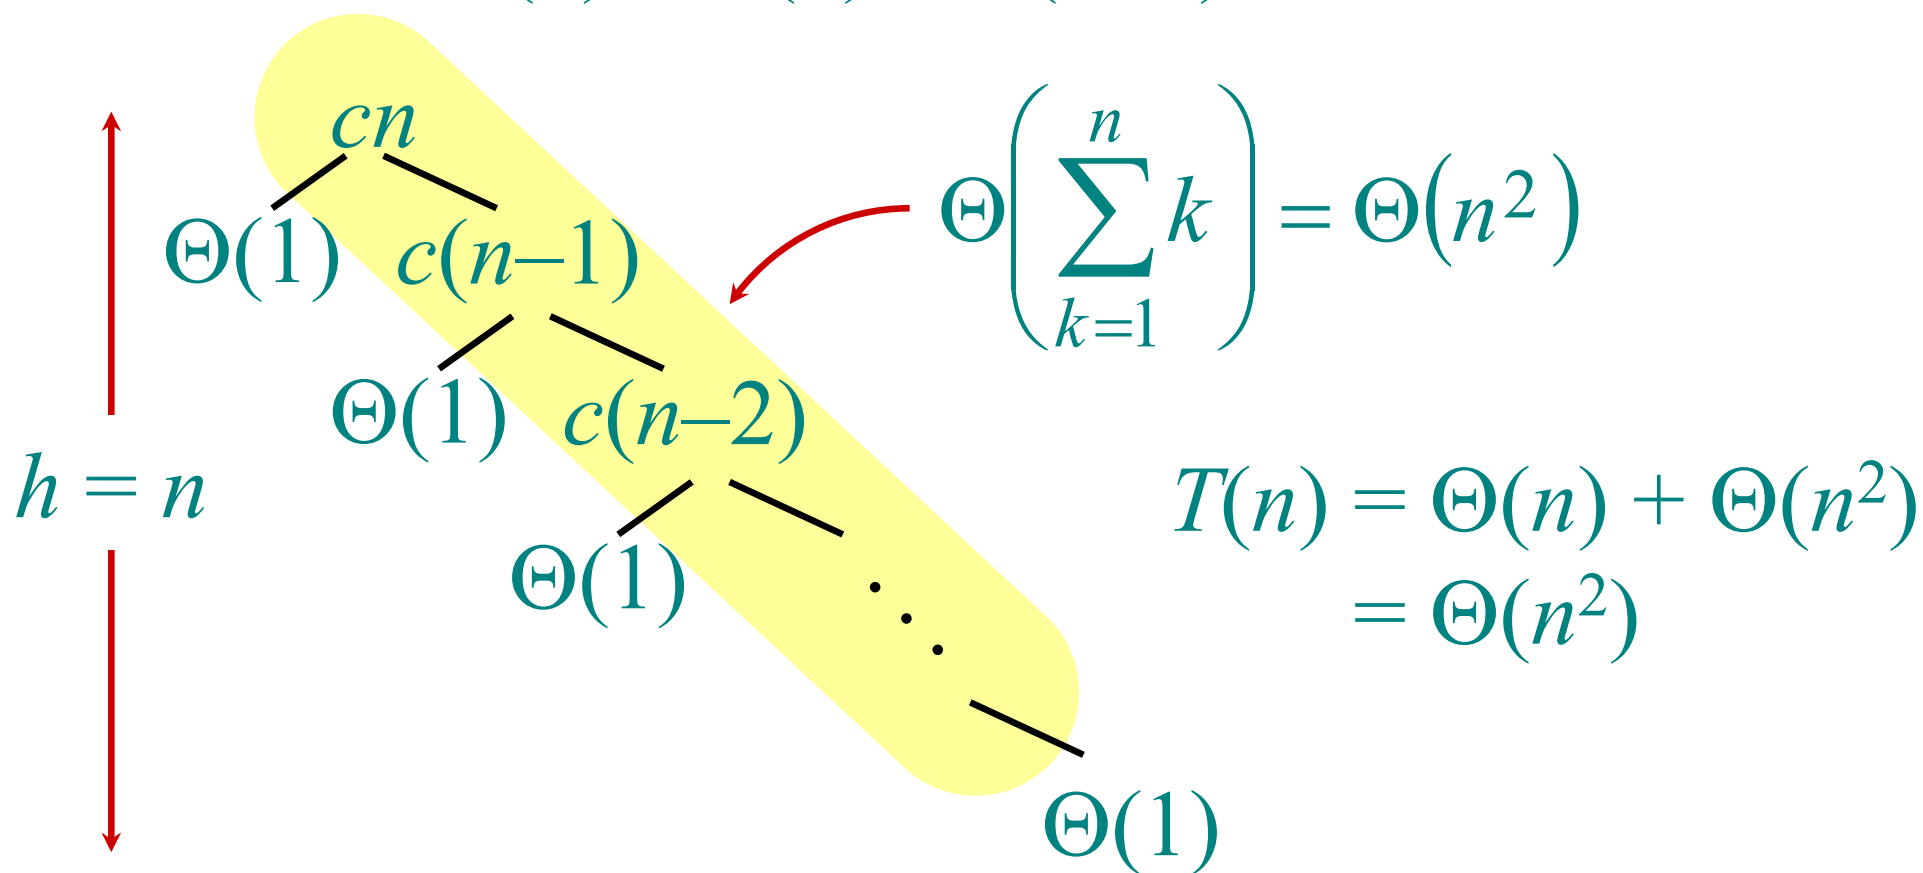 cn
Θ(1) c(n–1)
Θ(1) c(n–2)
Θ(1)
Θ(1)
h = n
Θ(∑_{k=1}^{n} k) = Θ(n²)
T(n) = Θ(n) + Θ(n²)
= Θ(n²)